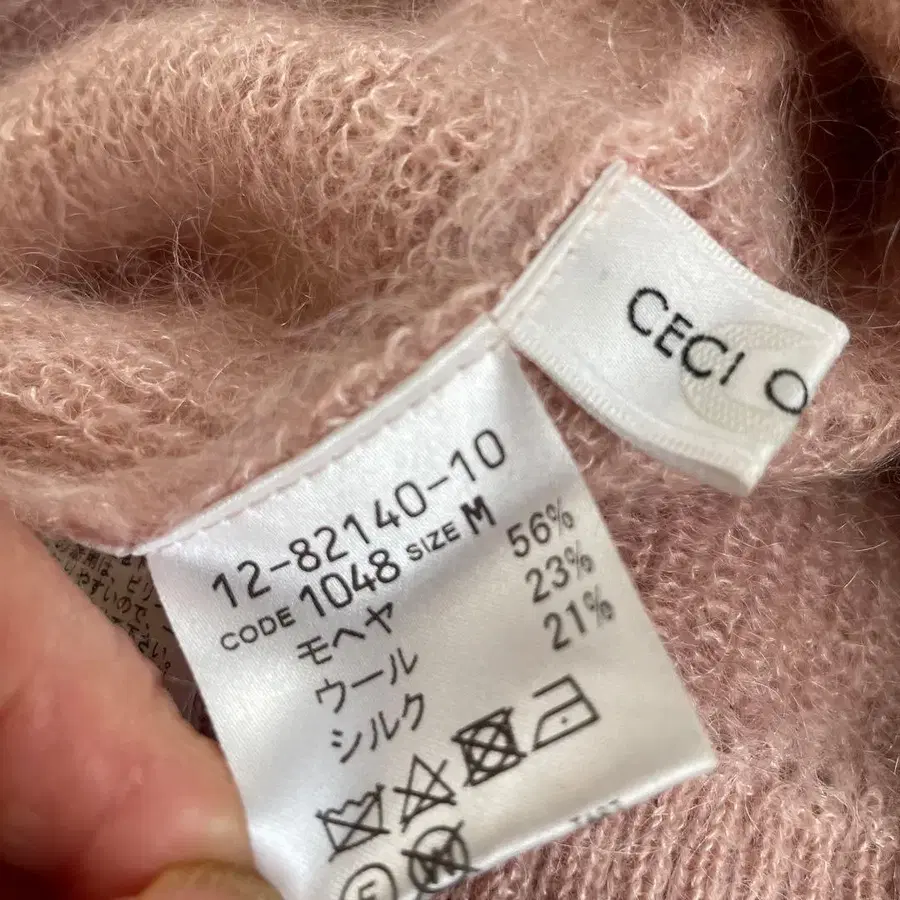 CECI O
12-82140-10
CODE 1048 SIZE M
モヘヤ 56%
ウール 23%
シルク 21%
F
W